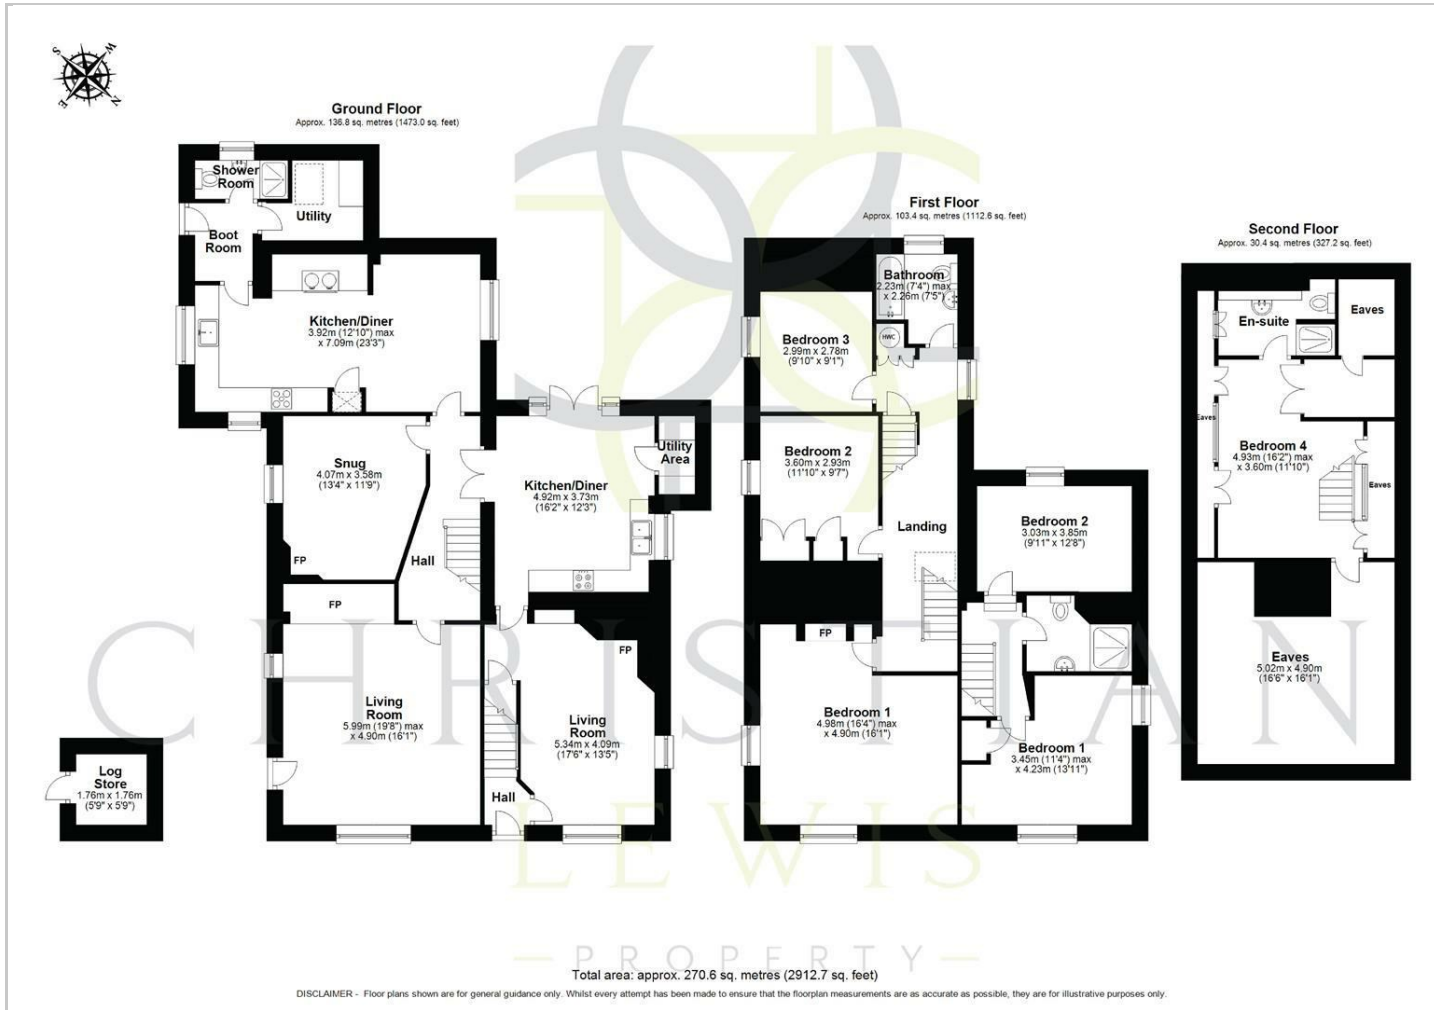 S
W
E
N
Ground Floor
Approx. 136.8 sq. metres (1473.0 sq. feet)
Shower
Room
Utility
Boot
Room
Kitchen/Diner
3.92m (12'10") max
x 7.09m (23'3")
Snug
4.07m x 3.58m
(13'4" x 11'9")
FP
Hall
Kitchen/Diner
4.92m x 3.73m
(16'2" x 12'3")
Utility
Area
FP
Living
Room
5.99m (19'8") max
x 4.90m (16'1")
FP
Living
Room
5.34m x 4.09m
(17'6" x 13'5")
Hall
Log
Store
1.76m x 1.76m
(5'9" x 5'9")
First Floor
Approx. 103.4 sq. metres (1112.6 sq. feet)
Bathroom
2.23m (7'4") max
x 2.26m (7'5")
HWC
Bedroom 3
2.99m x 2.78m
(9'10" x 9'1")
Bedroom 2
3.60m x 2.93m
(11'10" x 9'7")
Landing
Bedroom 2
3.03m x 3.85m
(9'11" x 12'8")
FP
Bedroom 1
4.98m (16'4") max
x 4.90m (16'1")
Bedroom 1
3.45m (11'4") max
x 4.23m (13'11")
Second Floor
Approx. 30.4 sq. metres (327.2 sq. feet)
En-suite
Eaves
Eaves
Bedroom 4
4.93m (16'2") max
x 3.60m (11'10")
Eaves
Eaves
5.02m x 4.90m
(16'6" x 16'1")
CHRISTIAN
LEWIS
PROPERTY
Total area: approx. 270.6 sq. metres (2912.7 sq. feet)
DISCLAIMER - Floor plans shown are for general guidance only. Whilst every attempt has been made to ensure that the floorplan measurements are as accurate as possible, they are for illustrative purposes only.